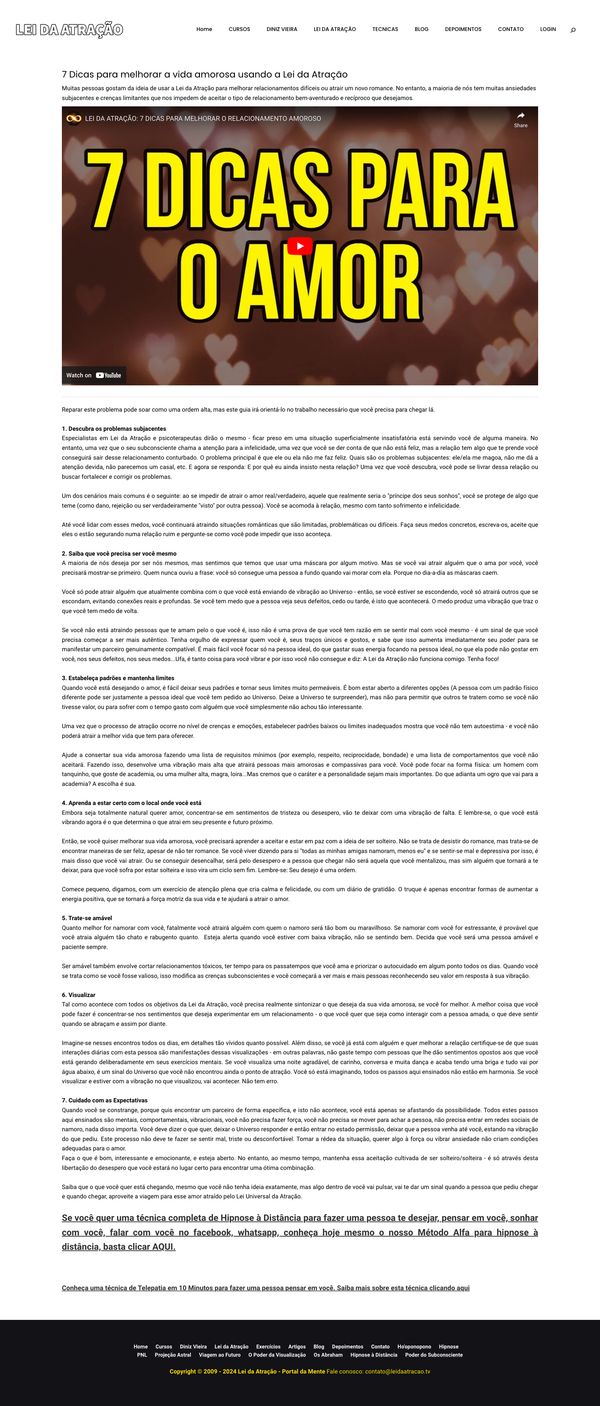 LEI DA ATRAÇÃO
Home CURSOS DINIZ VIEIRA LEI DA ATRAÇÃO TECNICAS BLOG DEPOIMENTOS CONTATO LOGIN
7 Dicas para melhorar a vida amorosa usando a Lei da Atração
Muitas pessoas gostam da ideia de usar a Lei da Atração para melhorar relacionamentos difíceis ou atrair um novo romance. No entanto, a maioria de nós tem muitas ansiedades
subjacentes e crenças limitantes que nos impedem de aceitar o tipo de relacionamento bem-aventurado e recíproco que desejamos.
LEI DA ATRAÇÃO: 7 DICAS PARA MELHORAR O RELACIONAMENTO AMOROSO
Share
7 DICAS PARA
O AMOR
Watch on YouTube
Reparar este problema pode soar como uma ordem alta, mas este guia irá orientá-lo no trabalho necessário que você precisa para chegar lá.
1. Descubra os problemas subjacentes
Especialistas em Lei da Atração e psicoterapeutas dirão o mesmo - ficar preso em uma situação superficialmente insatisfatória está servindo você de alguma maneira. No
entanto, uma vez que o seu subconsciente chama a atenção para a infelicidade, uma vez que você se der conta de que não está feliz, mas a relação tem algo que te prende você
conseguirá sair desse relacionamento conturbado. O problema principal é que ele ou ela não me faz feliz. Quais são os problemas subjacentes: ele/ela me magoa, não me dá a
atenção devida, não parecemos um casal, etc. E agora se responda: E por quê eu ainda insisto nesta relação? Uma vez que você descubra, você pode se livrar dessa relação ou
buscar fortalecer e corrigir os problemas.
Um dos cenários mais comuns é o seguinte: ao se impedir de atrair o amor real/verdadeiro, aquele que realmente seria o "príncipe dos seus sonhos", você se protege de algo que
teme (como dano, rejeição ou ser verdadeiramente "visto" por outra pessoa). Você se acomoda à relação, mesmo com tanto sofrimento e infelicidade.
Até você lidar com esses medos, você continuará atraindo situações românticas que são limitadas, problemáticas ou difíceis. Faça seus medos concretos, escreva-os, aceite que
eles o estão segurando numa relação ruim e pergunte-se como você pode impedir que isso aconteça.
2. Saiba que você precisa ser você mesmo
A maioria de nós deseja por ser nós mesmos, mas sentimos que temos que usar uma máscara por algum motivo. Mas se você vai atrair alguém que o ama por você, você
precisará mostrar-se primeiro. Quem nunca ouviu a frase: você só consegue uma pessoa a fundo quando vai morar com ela. Porque no dia-a-dia as máscaras caem.
Você só pode atrair alguém que atualmente combina com o que você está enviando de vibração ao Universo - então, se você estiver se escondendo, você só atrairá outros que se
escondam, evitando conexões reais e profundas. Se você tem medo que a pessoa veja seus defeitos, cedo ou tarde, é isto que acontecerá. O medo produz uma vibração que traz o
que você tem medo de volta.
Se você não está atraindo pessoas que te amam pelo o que você é, isso não é uma prova de que você tem razão em se sentir mal com você mesmo - é um sinal de que você
precisa começar a ser mais autêntico. Tenha orgulho de expressar quem você é, seus traços únicos e gostos, e sabe que isso aumenta imediatamente seu poder para se
manifestar um parceiro genuinamente compatível. É mais fácil você focar só na pessoa ideal, do que gastar suas energia focando na pessoa ideal, no que ela pode não gostar em
você, nos seus defeitos, nos seus medos...Ufa, é tanto coisa para você vibrar e por isso você não consegue e diz: A Lei da Atração não funciona comigo. Tenha foco!
3. Estabeleça padrões e mantenha limites
Quando você está desejando o amor, é fácil deixar seus padrões e tornar seus limites muito permeáveis. É bom estar aberto a diferentes opções (A pessoa com um padrão físico
diferente pode ser justamente a pessoa ideal que você tem pedido ao Universo. Deixe a Universo te surpreender), mas não para permitir que outros te tratem como se você não
tivesse valor, ou para sofrer com o tempo gasto com alguém que você simplesmente não achou tão interessante.
Uma vez que o processo de atração ocorre no nível de crenças e emoções, estabelecer padrões baixos ou limites inadequados mostra que você não tem autoestima - e você não
poderá atrair a melhor vida que tem para oferecer.
Ajude a consertar sua vida amorosa fazendo uma lista de requisitos mínimos (por exemplo, respeito, reciprocidade, bondade) e uma lista de comportamentos que você não
aceitará. Fazendo isso, desenvolve uma vibração mais alta que atrairá pessoas mais amorosas e compassivas para você. Você pode focar na forma física: um homem com
tanquinho, que goste de academia, ou uma mulher alta, magra, loira...Mas cremos que o caráter e a personalidade sejam mais importantes. Do que adianta um ogro que vai para a
academia? A escolha é sua.
4. Aprenda a estar certo com o local onde você está
Embora seja totalmente natural querer amor, concentrar-se em sentimentos de tristeza ou desespero, vão te deixar com uma vibração de falta. E lembre-se, o que você está
vibrando agora é o que determina o que atrai em seu presente e futuro próximo.
Então, se você quiser melhorar sua vida amorosa, você precisará aprender a aceitar e estar em paz com a ideia de ser solteiro. Não se trata de desistir do romance, mas trata-se de
encontrar maneiras de ser feliz, apesar de não ter romance. Se você viver dizendo para si "todas as minhas amigas namoram, menos eu" e se sentir-se mal e depressiva por isso, é
mais disso que você vai atrair. Ou se conseguir desencalhar, será pelo desespero e a pessoa que chegar não será aquela que você mentalizou, mas sim alguém que tornará a te
deixar, para que você sofra por estar solteira e isso vira um ciclo sem fim. Lembre-se: Seu desejo é uma ordem.
Comece pequeno, digamos, com um exercício de atenção plena que cria calma e felicidade, ou com um diário de gratidão. O truque é apenas encontrar formas de aumentar a
energia positiva, que se tornará a força motriz da sua vida e te ajudará a atrair o amor.
5. Trate-se amável
Quanto melhor for namorar com você, fatalmente você atrairá alguém com quem o namoro será tão bom ou maravilhoso. Se namorar com você for estressante, é provável que
você atraia alguém tão chato e rabugento quanto. Esteja alerta quando você estiver com baixa vibração, não se sentindo bem. Decida que você será uma pessoa amável e
paciente sempre.
Ser amável também envolve cortar relacionamentos tóxicos, ter tempo para os passatempos que você ama e priorizar o autocuidado em algum ponto todos os dias. Quando você
se trata como se você fosse valioso, isso modifica as crenças subconscientes e você começará a ver mais e mais pessoas reconhecendo seu valor em resposta à sua vibração.
6. Visualizar
Tal como acontece com todos os objetivos da Lei da Atração, você precisa realmente sintonizar o que deseja da sua vida amorosa, se você for melhor. A melhor coisa que você
pode fazer é concentrar-se nos sentimentos que deseja experimentar em um relacionamento - o que você quer que seja como interagir com a pessoa amada, o que deve sentir
quando se abraçam e assim por diante.
Imagine-se nesses encontros todos os dias, em detalhes tão vívidos quanto possível. Além disso, se você já está com alguém e quer melhorar a relação certifique-se de que suas
interações diárias com esta pessoa são manifestações dessas visualizações - em outras palavras, não gaste tempo com pessoas que lhe dão sentimentos opostos aos que você
está gerando deliberadamente em seus exercícios mentais. Se você visualiza uma noite agradável, de carinho, conversa e muita dança e acaba tendo uma briga e tudo vai por
água abaixo, é um sinal do Universo que você não encontrou ainda o ponto de atração. Você só está imaginando, todos os passos aqui ensinados não estão em harmonia. Se você
visualizar e estiver com a vibração no que visualizou, vai acontecer. Não tem erro.
7. Cuidado com as Expectativas
Quando você se constrange, porque quis encontrar um parceiro de forma específica, e isto não acontece, você está apenas se afastando da possibilidade. Todos estes passos
aqui ensinados são mentais, comportamentais, vibracionais, você não precisa fazer força, você não precisa se mover para achar a pessoa, não precisa entrar em redes sociais de
namoro, nada disso importa. Você deve dizer o que quer, deixar o Universo responder e então entrar no estado permissão, deixar que a pessoa venha até você, estando na vibração
do que pediu. Este processo não deve te fazer se sentir mal, triste ou desconfortável. Tomar a rédea da situação, querer algo à força ou vibrar ansiedade não criam condições
adequadas para o amor.
Faça o que é bom, interessante e emocionante, e esteja aberto. No entanto, ao mesmo tempo, mantenha essa aceitação cultivada de ser solteiro/solteira - é só através desta
libertação do desespero que você estará no lugar certo para encontrar uma ótima combinação.
Saiba que o que você quer está chegando, mesmo que você não tenha ideia exatamente, mas algo dentro de você vai pulsar, vai te dar um sinal quando a pessoa que pediu chegar
e quando chegar, aproveite a viagem para esse amor atraído pelo Lei Universal da Atração.
Se você quer uma técnica completa de Hipnose à Distância para fazer uma pessoa te desejar, pensar em você, sonhar
com você, falar com você no facebook, whatsapp, conheça hoje mesmo o nosso Método Alfa para hipnose à
distância, basta clicar AQUI.
Conheça uma técnica de Telepatia em 10 Minutos para fazer uma pessoa pensar em você. Saiba mais sobre esta técnica clicando aqui
Home Cursos Diniz Vieira Lei da Atração Exercícios Artigos Blog Depoimentos Contato Ho'oponopono Hipnose
PNL Projeção Astral Viagem ao Futuro O Poder da Visualização Os Abraham Hipnose à Distância Poder do Subconsciente
Copyright © 2009 - 2024 Lei da Atração - Portal da Mente Fale conosco: contato@leidaatracao.tv